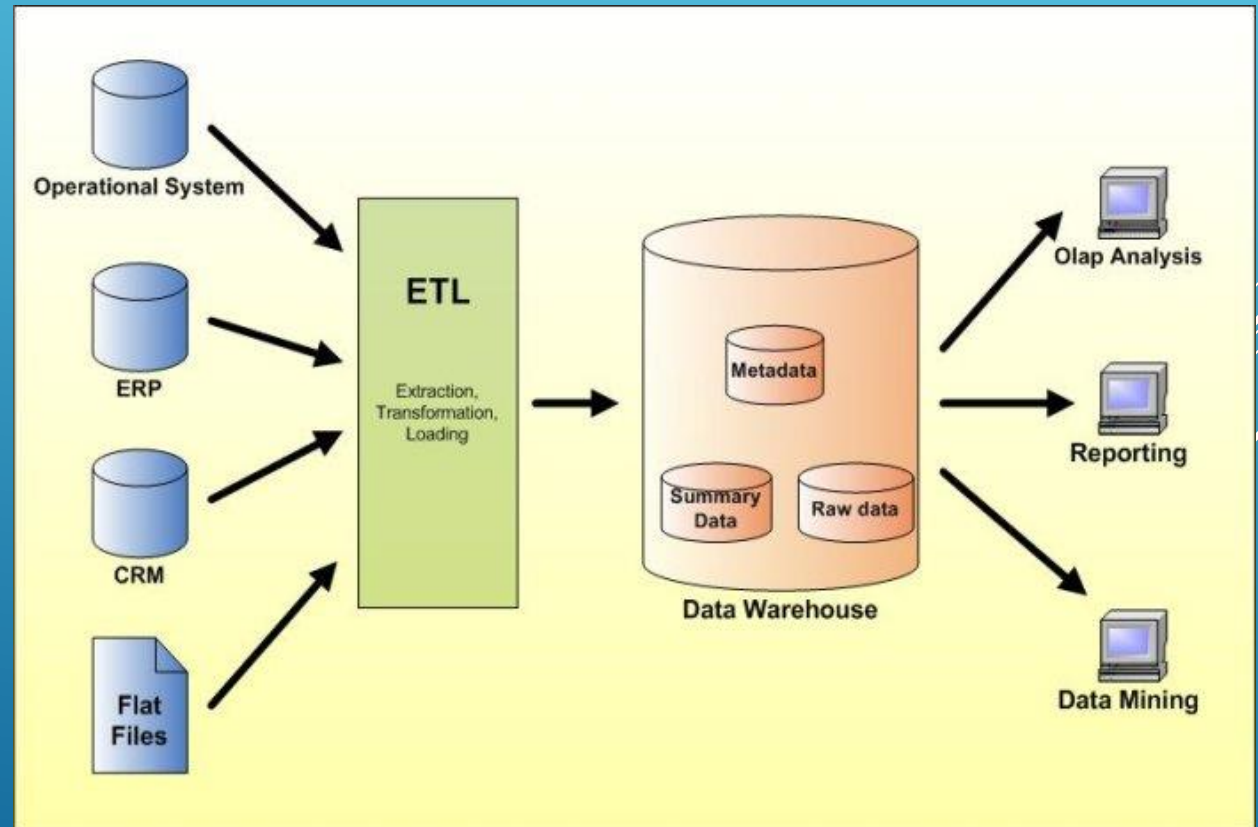 Operational System
ERP
CRM
Flat
Files
ETL
Extraction,
Transformation,
Loading
Metadata
Summary
Data
Raw data
Data Warehouse
Olap Analysis
Reporting
Data Mining